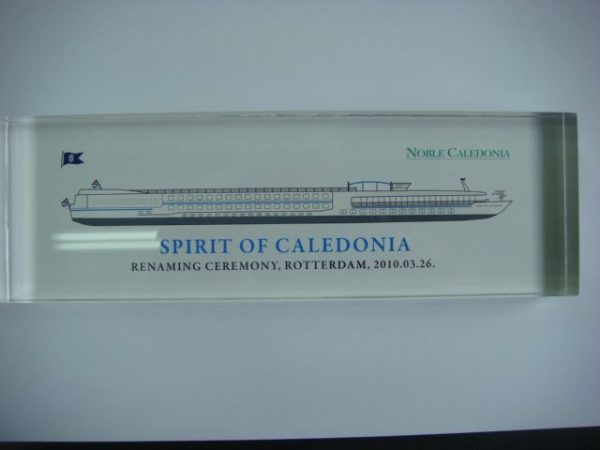 NOBLE CALEDONIA
SPIRIT OF CALEDONIA
RENAMING CEREMONY, ROTTERDAM, 2010.03.26.